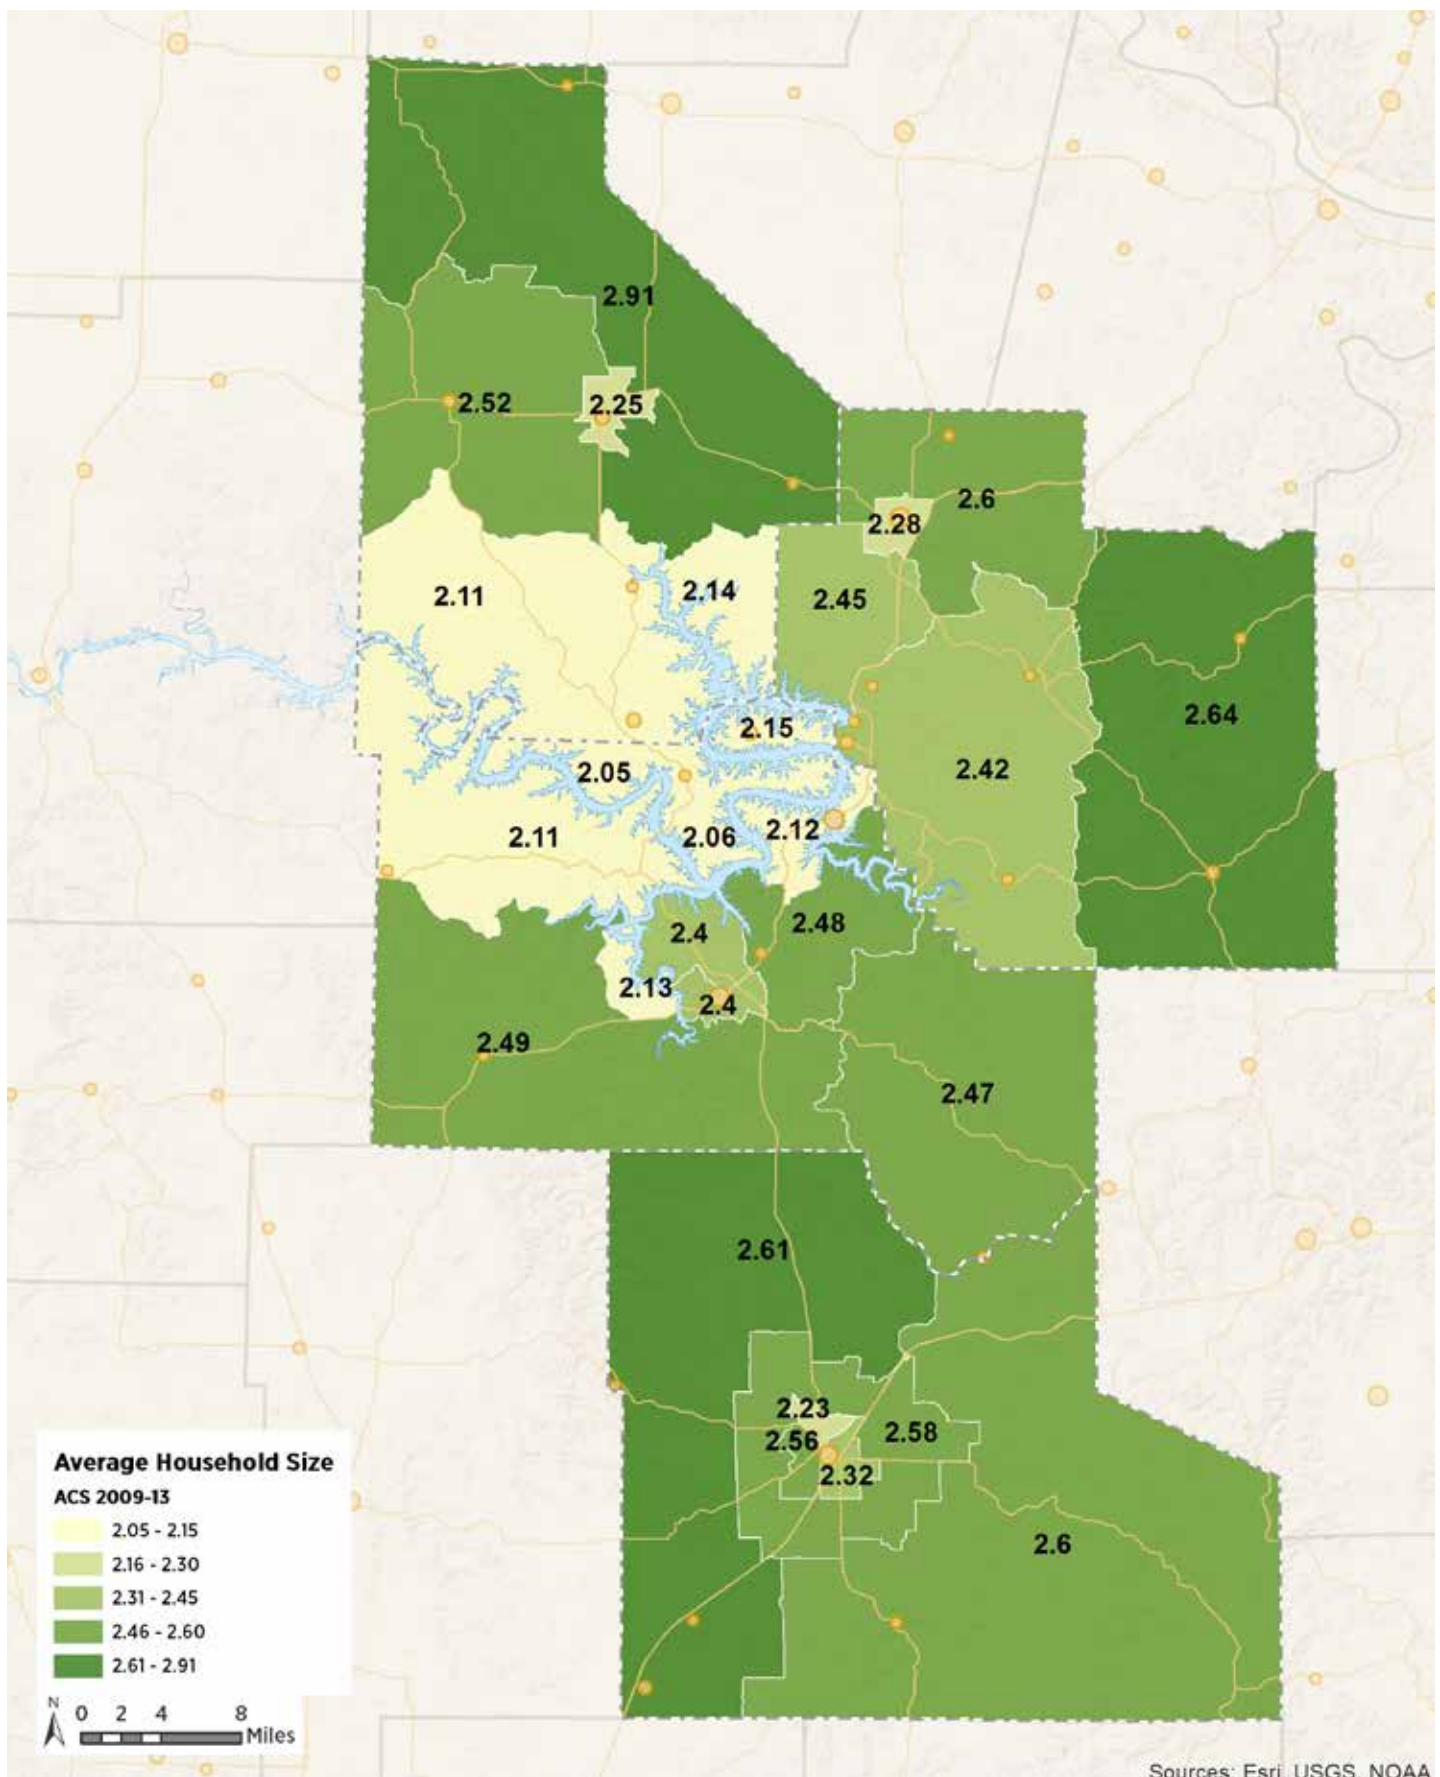 2.91
2.52
2.25
2.6
2.28
2.11
2.14
2.45
2.64
2.15
2.05
2.42
2.11
2.06
2.12
2.4
2.48
2.13
2.4
2.49
2.47
2.61
2.23
2.56
2.58
2.32
2.6
Average Household Size
ACS 2009-13
2.05 - 2.15
2.16 - 2.30
2.31 - 2.45
2.46 - 2.60
2.61 - 2.91
N
0 2 4 8
Miles
Sources: Esri, USGS, NOAA